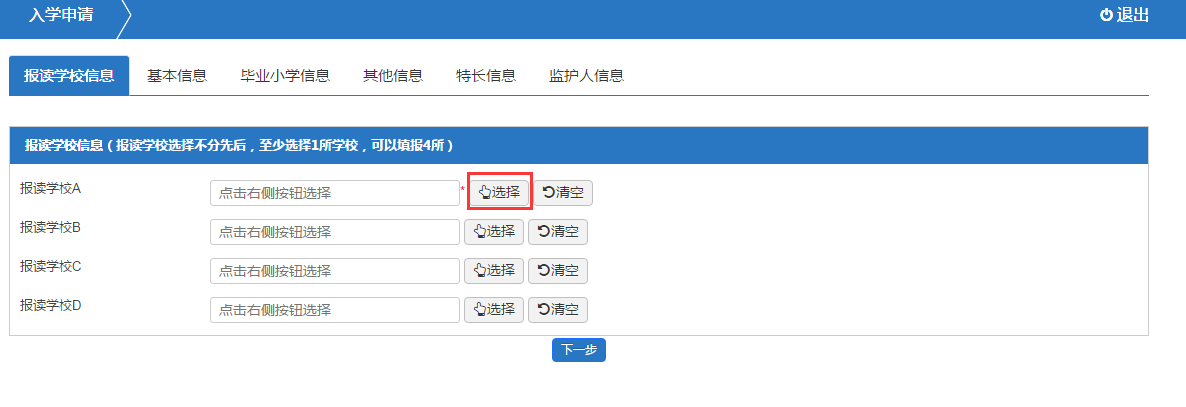 入学申请 退出
报读学校信息 基本信息 毕业小学信息 其他信息 特长信息 监护人信息
报读学校信息（报读学校选择不分先后，至少选择1所学校，可以填报4所）
报读学校A 点击右侧按钮选择 * 选择 清空
报读学校B 点击右侧按钮选择 选择 清空
报读学校C 点击右侧按钮选择 选择 清空
报读学校D 点击右侧按钮选择 选择 清空
下一步